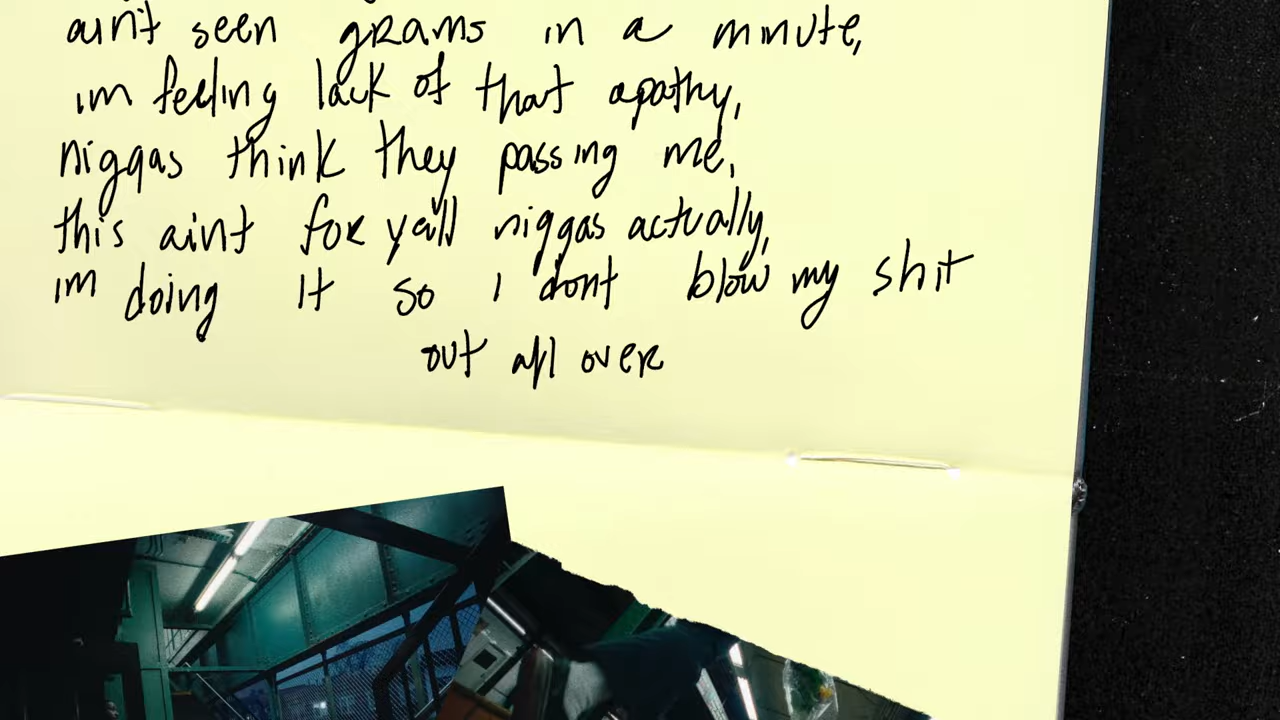 ain't seen grams in a minute,
im feeling lack of that apathy,
niggas think they passing me,
this aint for yall niggas actually,
im doing it so i dont blow my shit
out all over